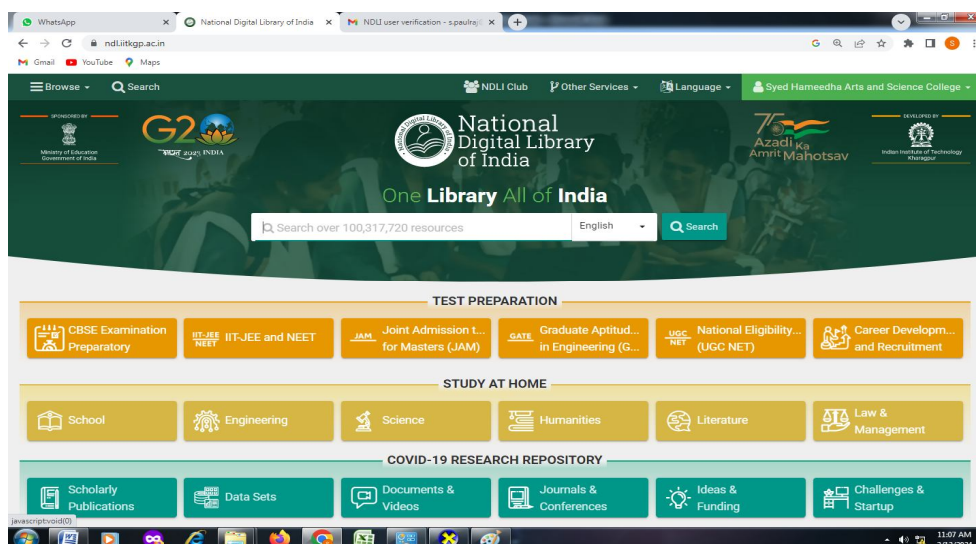 WhatsApp
National Digital Library of India
NDLI user verification - s.paulraj
ndl.iitkgp.ac.in
Gmail YouTube Maps
Browse Search NDLI Club Other Services Language Syed Hameedha Arts and Science College
SPONSORED BY
Ministry of Education
Government of India
G2
भारत 2023 INDIA
National
Digital Library
of India
75
Azadi Ka
Amrit Mahotsav
DEVELOPED BY
Indian Institute of Technology
Kharagpur
One Library All of India
Search over 100,317,720 resources English Search
TEST PREPARATION
CBSE Examination
Preparatory
IIT-JEE
NEET
IIT-JEE and NEET
JAM
Joint Admission t...
for Masters (JAM)
GATE
Graduate Aptitud...
in Engineering (G...
UGC
NET
National Eligibility...
(UGC NET)
Career Developm...
and Recruitment
STUDY AT HOME
School
Engineering
Science
Humanities
Literature
Law &
Management
COVID-19 RESEARCH REPOSITORY
Scholarly
Publications
Data Sets
Documents &
Videos
Journals &
Conferences
Ideas &
Funding
Challenges &
Startup
javascript:void(0)
11:07 AM